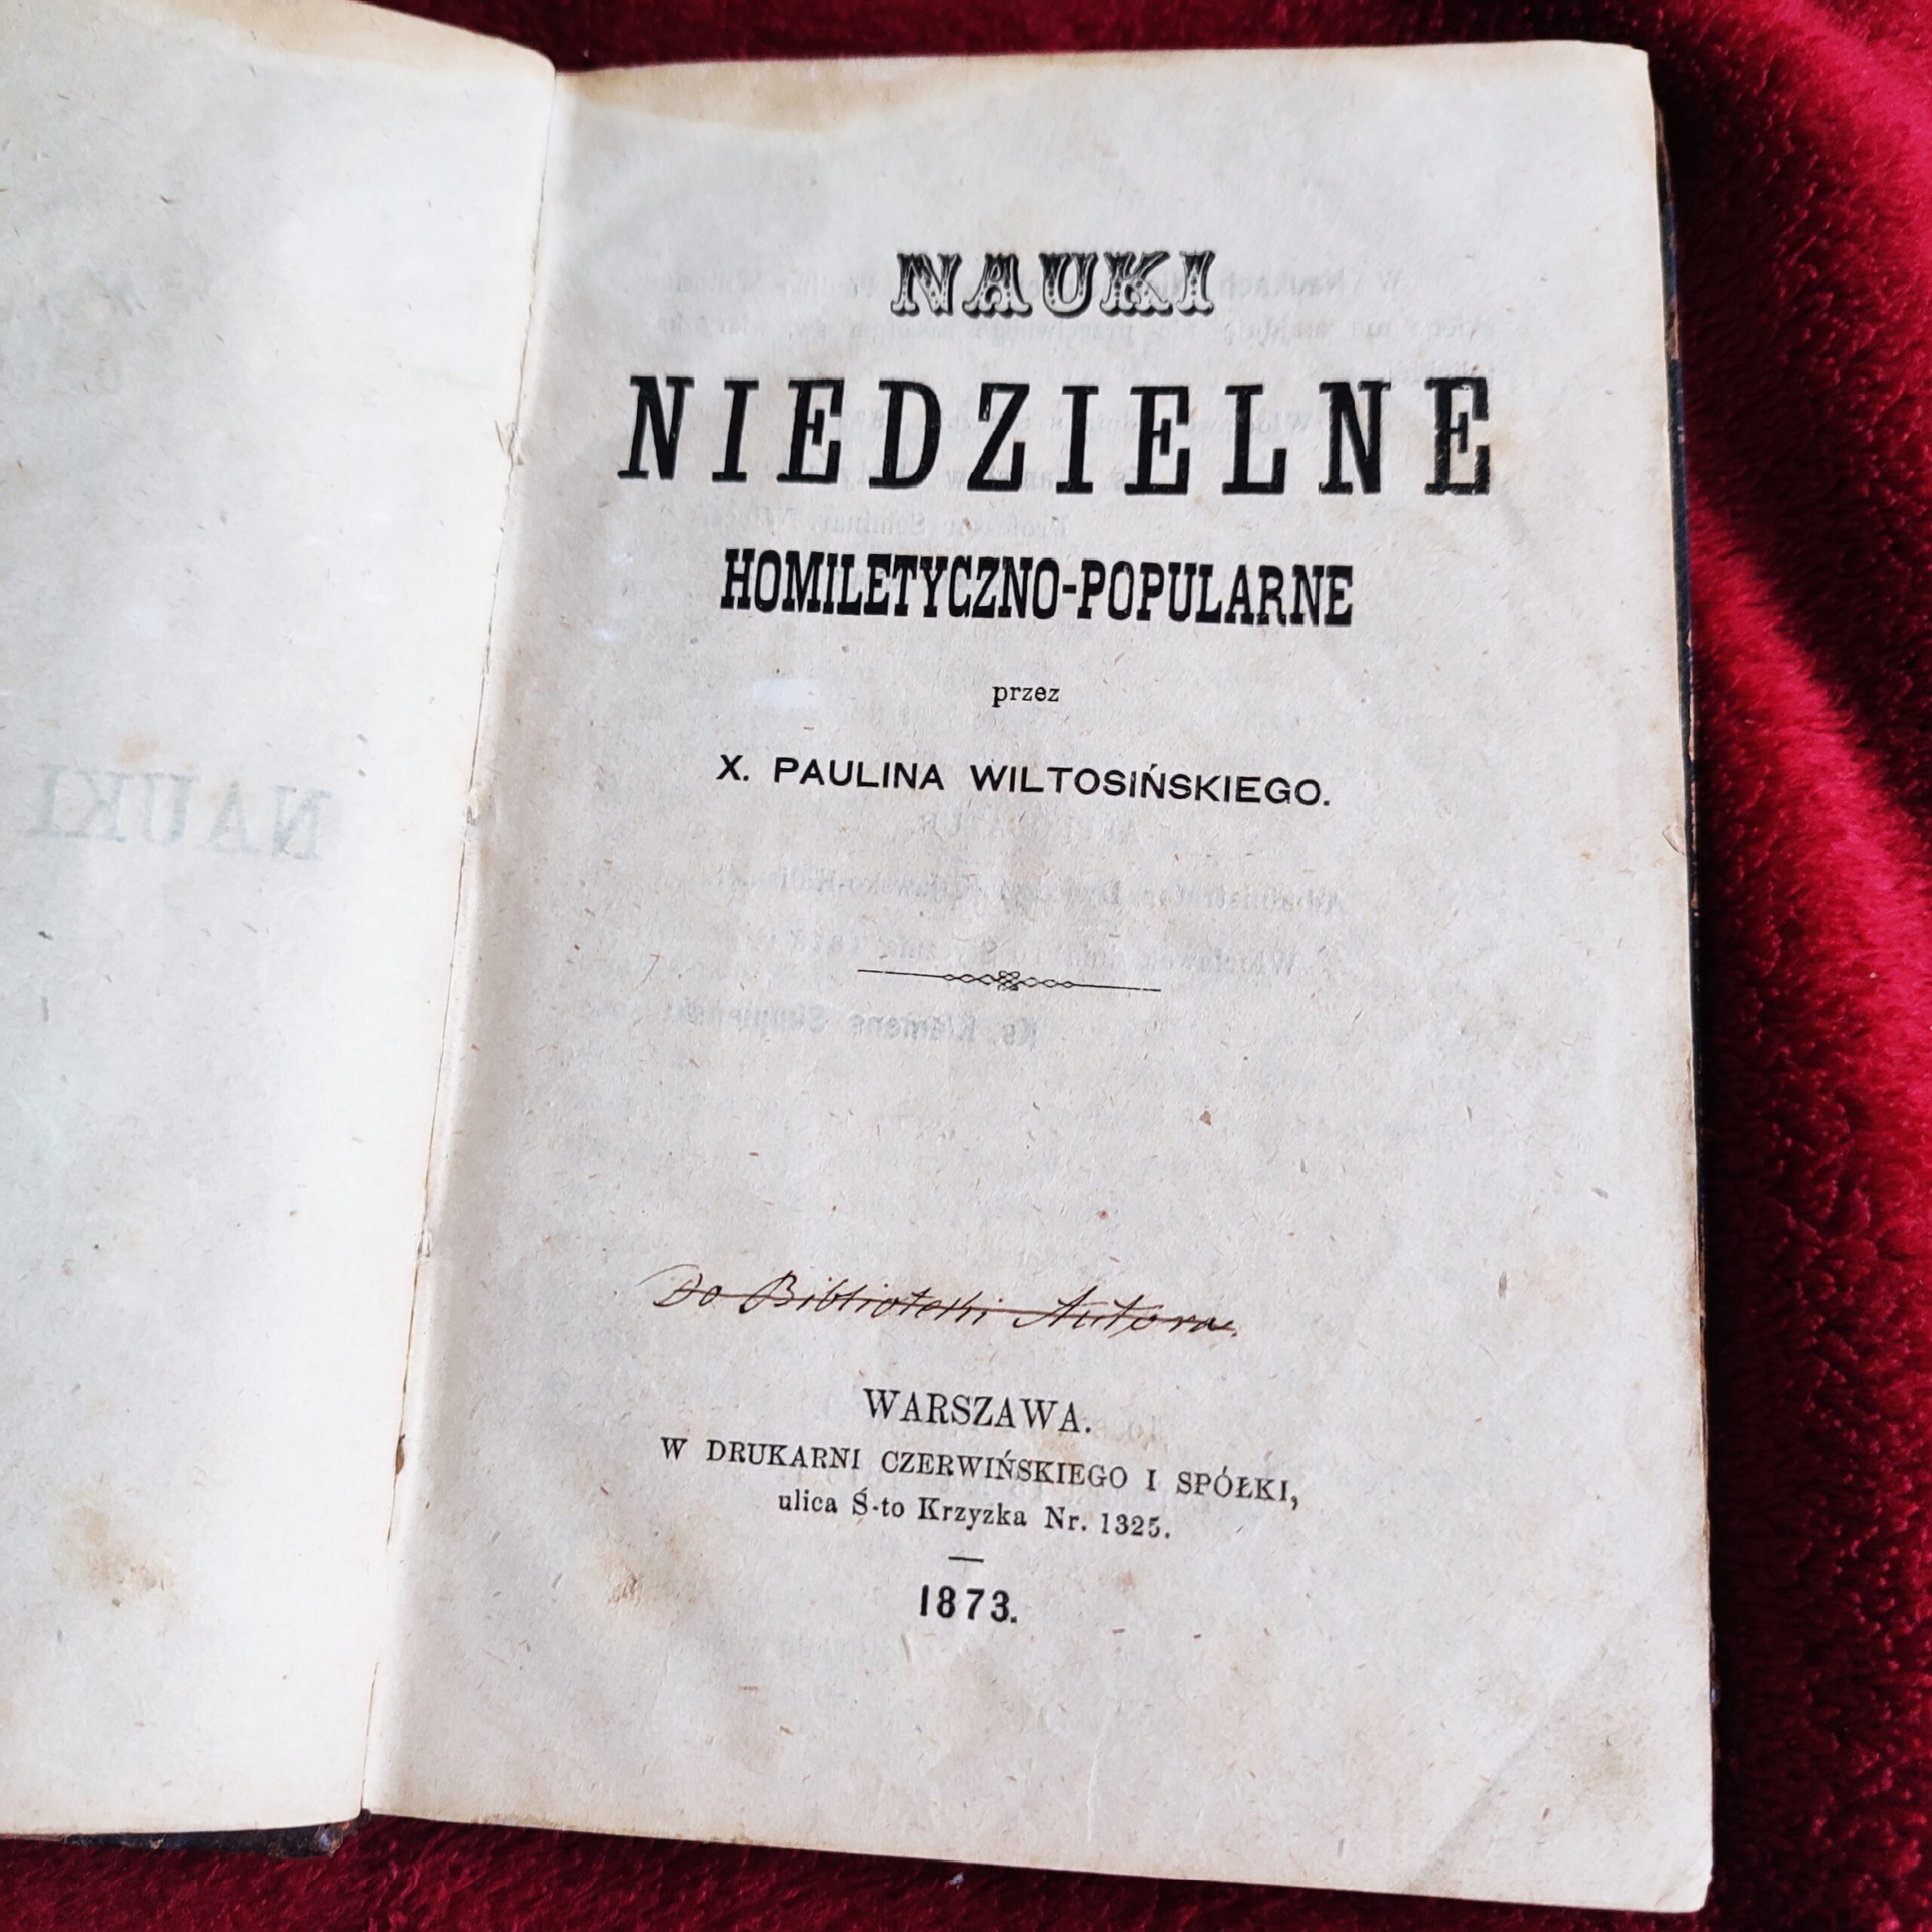 NAUKI
NIEDZIELNE
HOMILETYCZNO-POPULARNE
przez
X. PAULINA WILTOSIŃSKIEGO.
Do Biblioteki Autora.
WARSZAWA.
W DRUKARNI CZERWIŃSKIEGO I SPÓŁKI,
ulica Ś-to Krzyzka Nr. 1325.
1873.
NAUKI